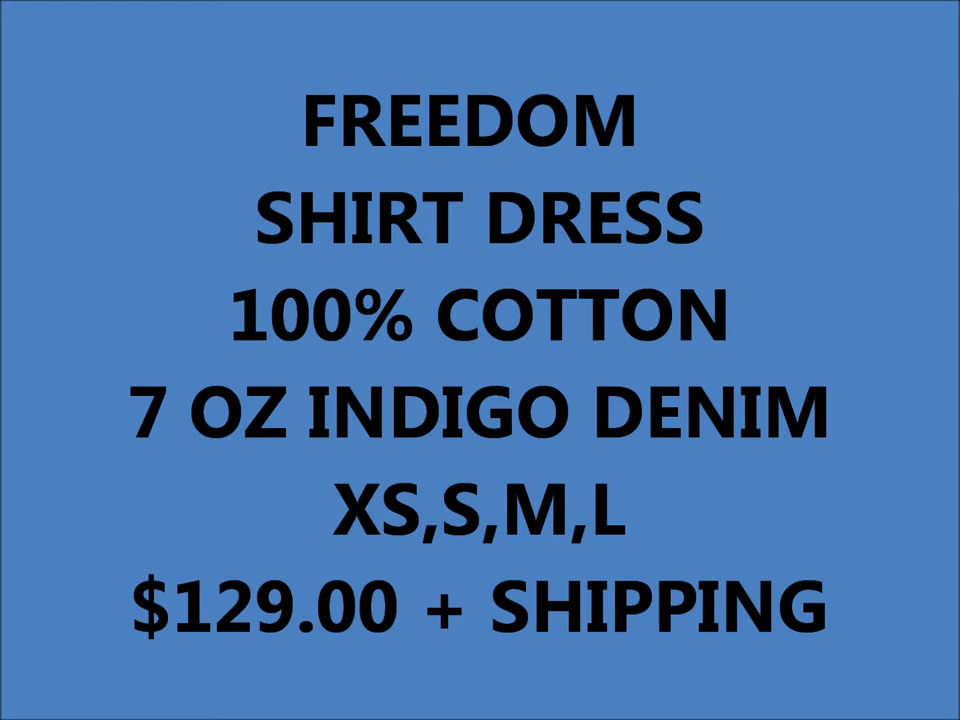 FREEDOM
SHIRT DRESS
100% COTTON
7 OZ INDIGO DENIM
XS,S,M,L
$129.00 + SHIPPING